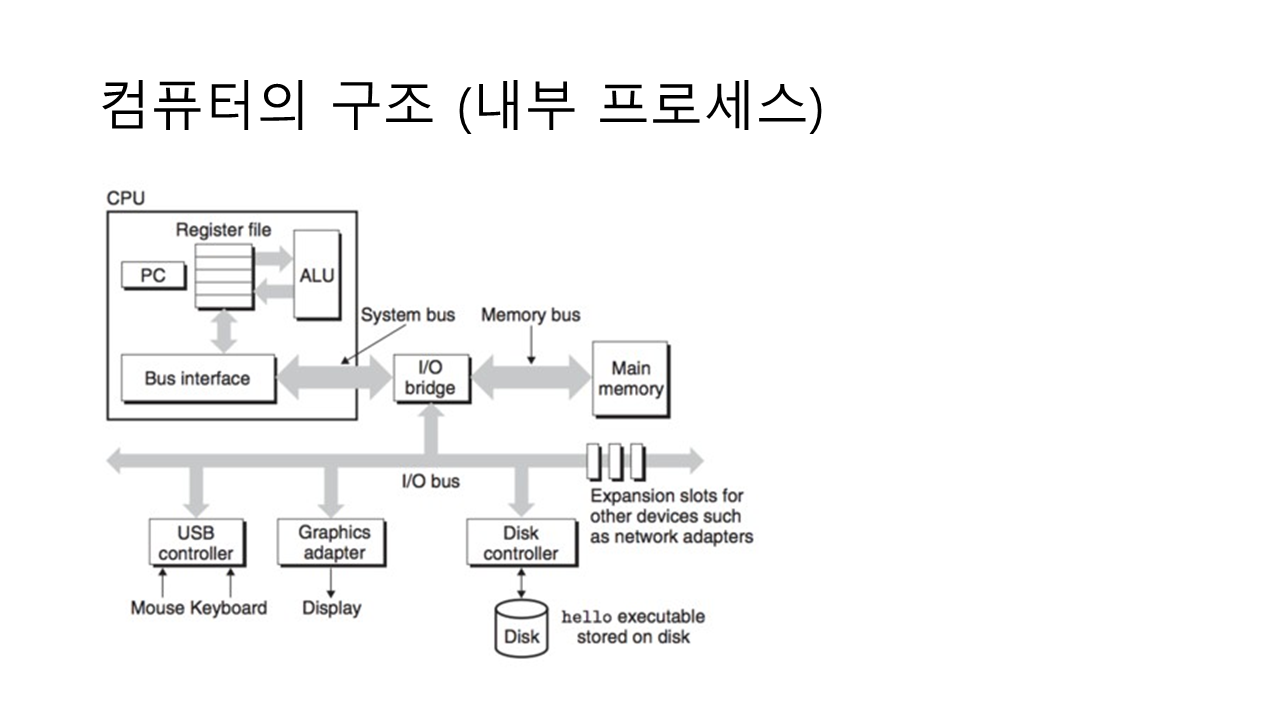 컴퓨터의 구조 (내부 프로세스)
CPU
Register file
PC
ALU
System bus
Memory bus
Bus interface
I/O
bridge
Main
memory
I/O bus
Expansion slots for
other devices such
as network adapters
USB
controller
Graphics
adapter
Disk
controller
Mouse Keyboard
Display
Disk
hello executable
stored on disk